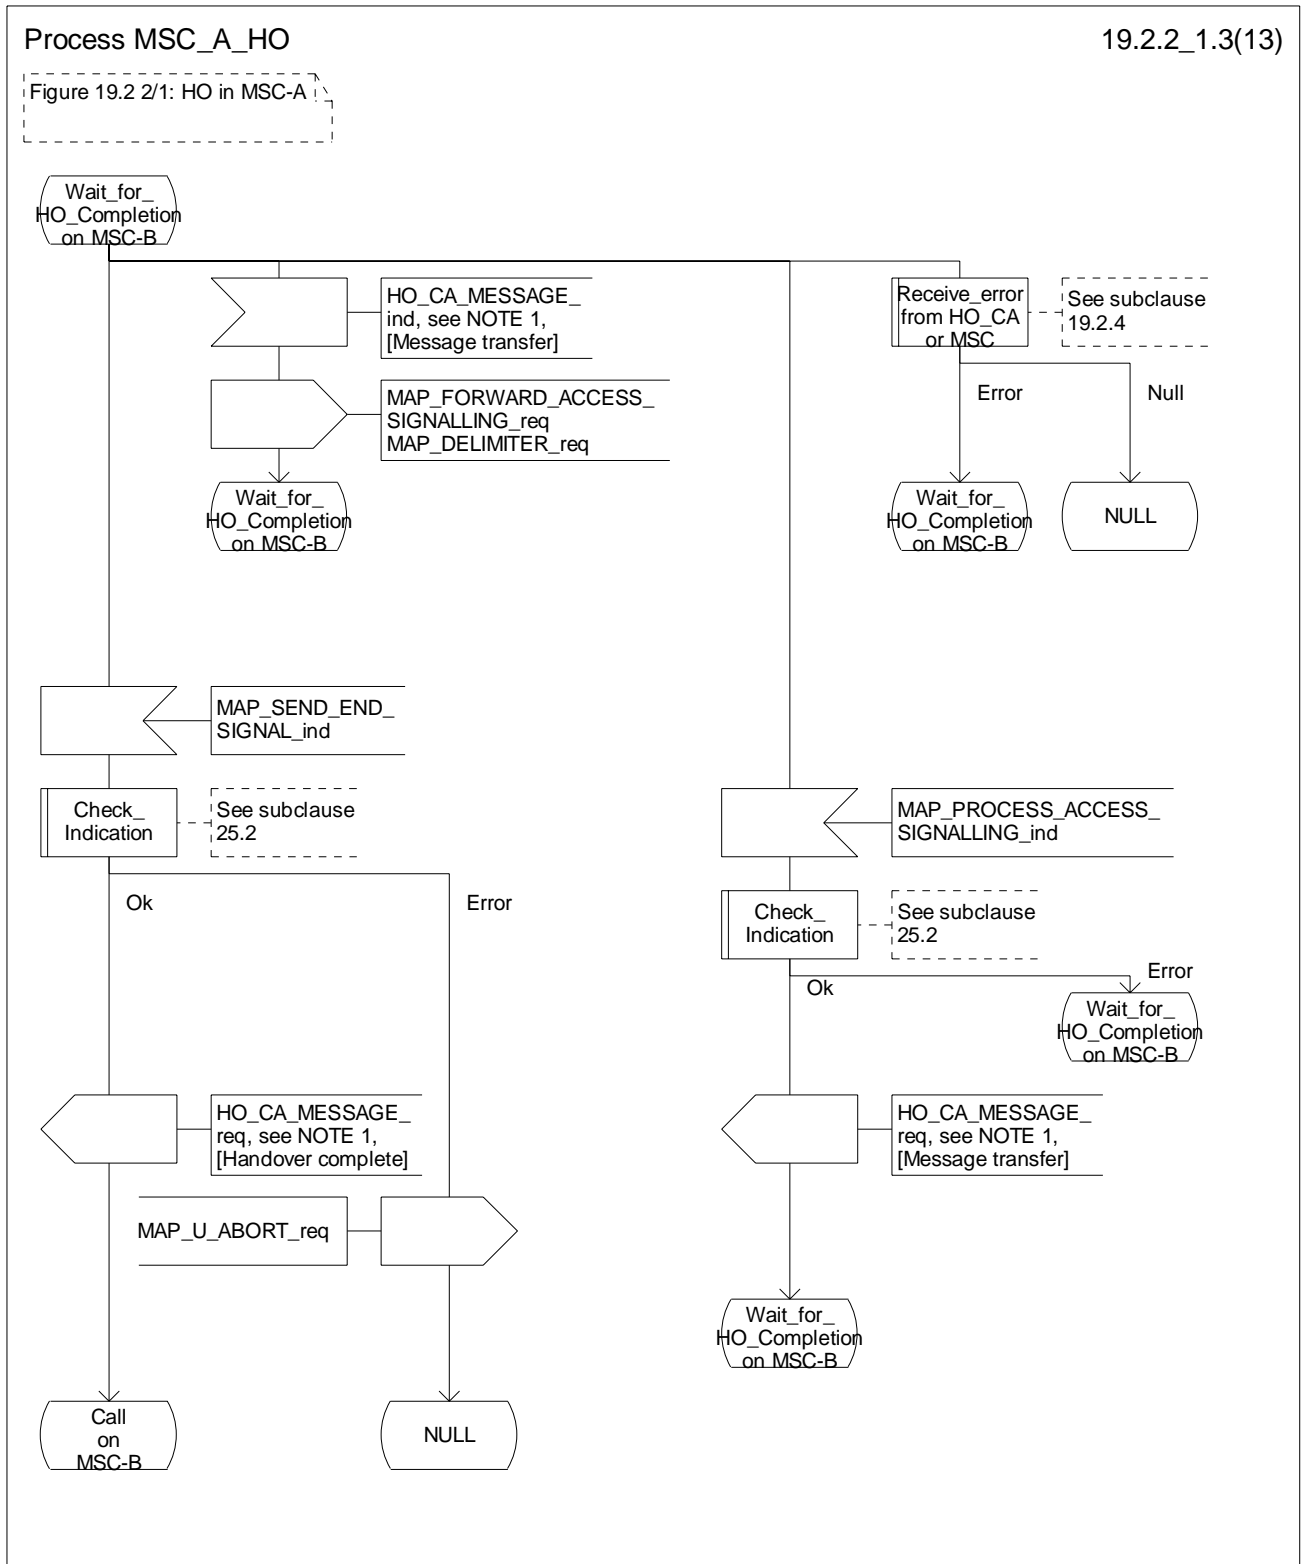 Process MSC_A_HO
19.2.2_1.3(13)
Figure 19.2 2/1: HO in MSC-A
Wait_for_
HO_Completion
on MSC-B
HO_CA_MESSAGE_
ind, see NOTE 1,
[Message transfer]
Receive_error
from HO_CA
or MSC
See subclause
19.2.4
MAP_FORWARD_ACCESS_
SIGNALLING_req
MAP_DELIMITER_req
Error
Null
Wait_for_
HO_Completion
on MSC-B
Wait_for_
HO_Completion
on MSC-B
NULL
MAP_SEND_END_
SIGNAL_ind
Check_
Indication
See subclause
25.2
MAP_PROCESS_ACCESS_
SIGNALLING_ind
Ok
Error
Check_
Indication
See subclause
25.2
Ok
Error
Wait_for_
HO_Completion
on MSC-B
HO_CA_MESSAGE_
req, see NOTE 1,
[Handover complete]
HO_CA_MESSAGE_
req, see NOTE 1,
[Message transfer]
MAP_U_ABORT_req
Wait_for_
HO_Completion
on MSC-B
Call
on
MSC-B
NULL